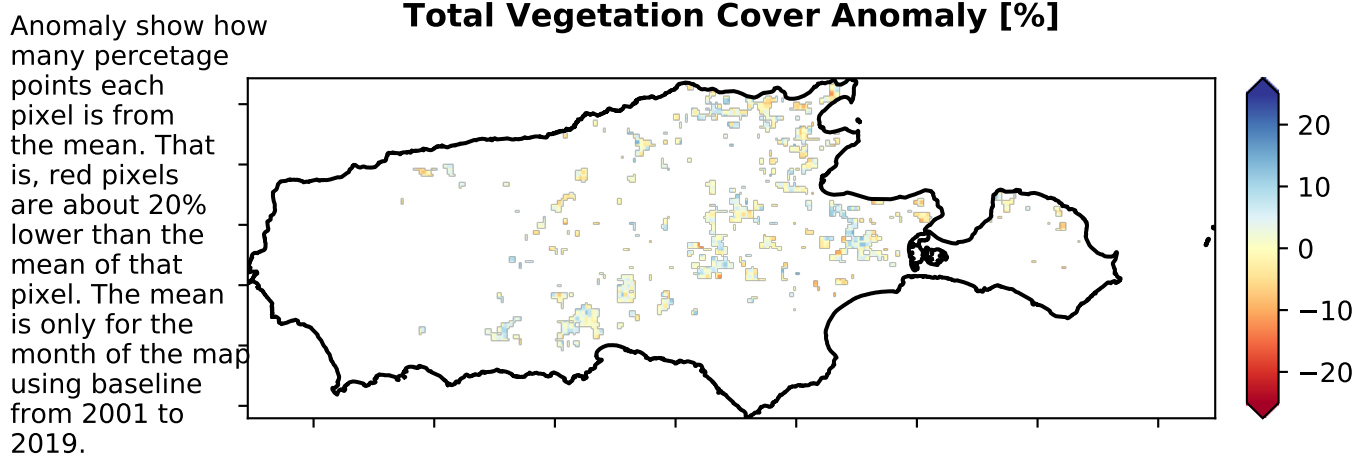 Total Vegetation Cover Anomaly [%]
Anomaly show how
many percetage
points each
pixel is from
the mean. That
is, red pixels
are about 20%
lower than the
mean of that
pixel. The mean
is only for the
month of the map
using baseline
from 2001 to
2019.
20
10
0
−10
−20